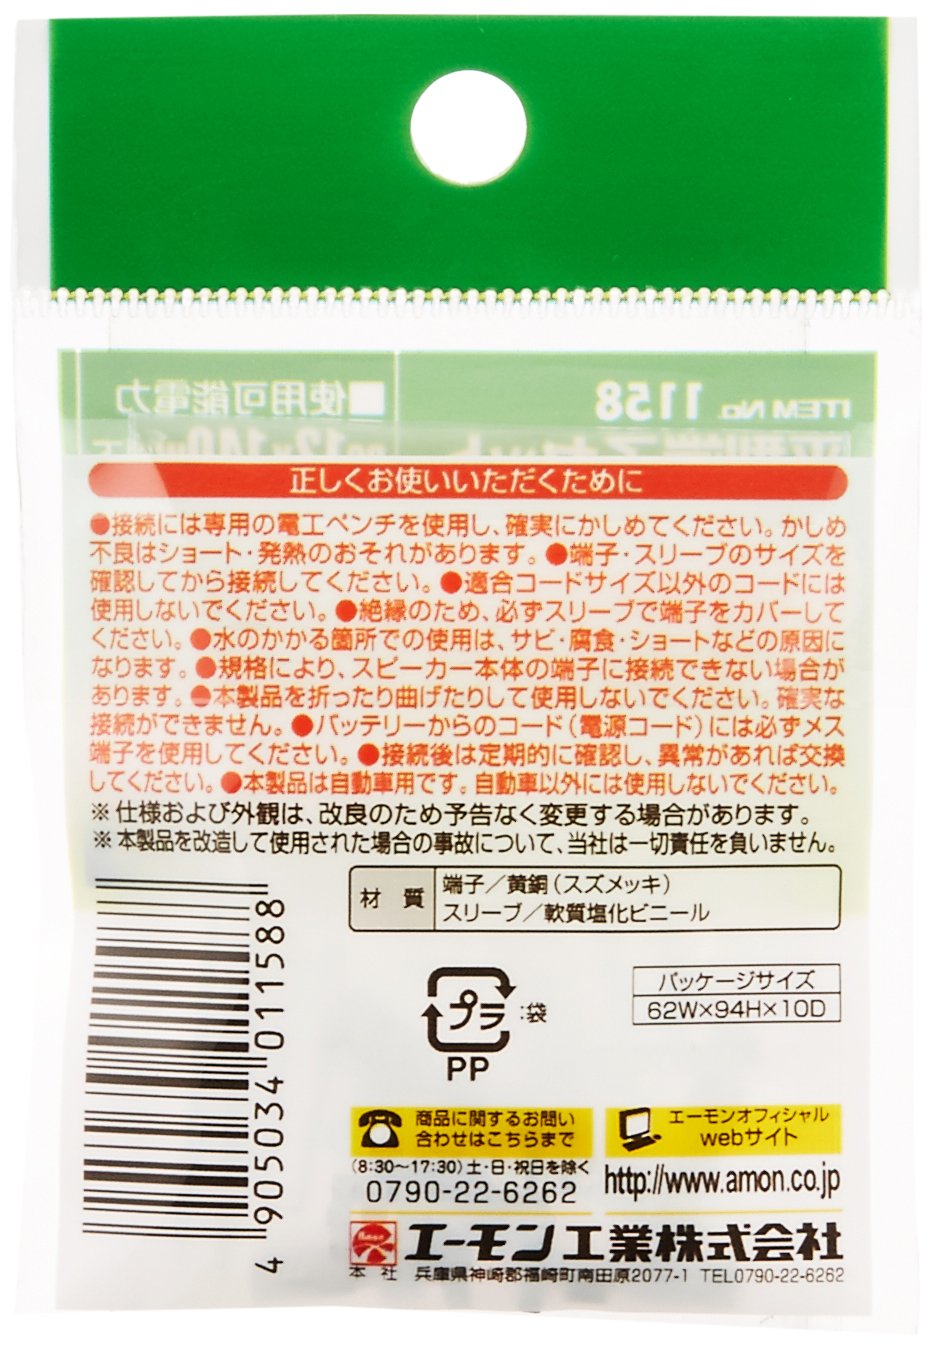 ITEM No. 1158
■使用可能電力
正しくお使いいただくために
●接続には専用の電工ペンチを使用し、確実にかしめてください。かしめ
不良はショート・発熱のおそれがあります。●端子・スリーブのサイズを
確認してから接続してください。●適合コードサイズ以外のコードには
使用しないでください。●絶縁のため、必ずスリーブで端子をカバーして
ください。●水のかかる箇所での使用は、サビ・腐食・ショートなどの原因に
なります。●規格により、スピーカー本体の端子に接続できない場合が
あります。●本製品を折ったり曲げたりして使用しないでください。確実な
接続ができません。●バッテリーからのコード（電源コード）には必ずメス
端子を使用してください。●接続後は定期的に確認し、異常があれば交換
してください。●本製品は自動車用です。自動車以外には使用しないでください。
※仕様および外観は、改良のため予告なく変更する場合があります。
※本製品を改造して使用された場合の事故について、当社は一切責任を負いません。
材質
端子／黄銅（スズメッキ）
スリーブ／軟質塩化ビニール
4905034011588
プラ
:袋
PP
パッケージサイズ
62W×94H×10D
商品に関するお問い
合わせはこちらまで
(8:30～17:30)土・日・祝日を除く
0790-22-6262
エーモンオフィシャル
webサイト
http://www.amon.co.jp
エーモン工業株式会社
本社 兵庫県神崎郡福崎町南田原2077-1 TEL0790-22-6262